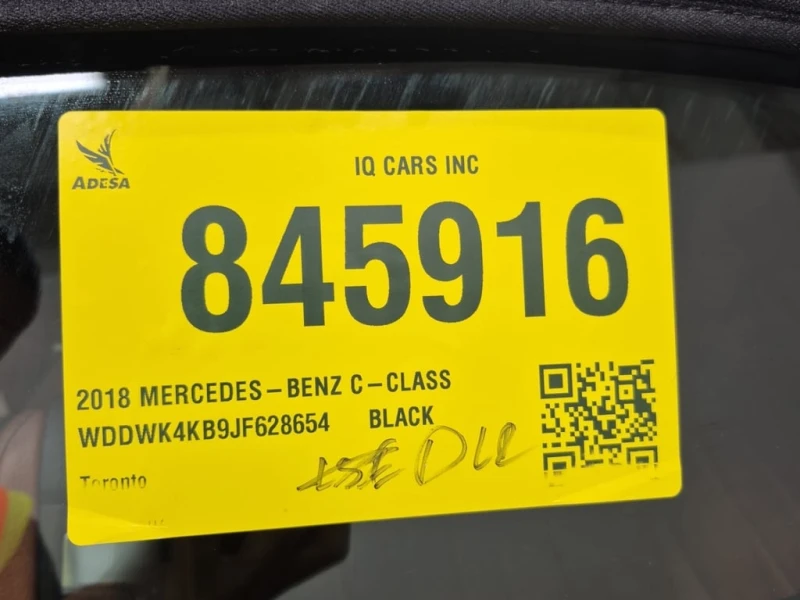 ADESA
IQ CARS INC
845916
2018 MERCEDES-BENZ C-CLASS
WDDWK4KB9JF628654 BLACK
Toronto